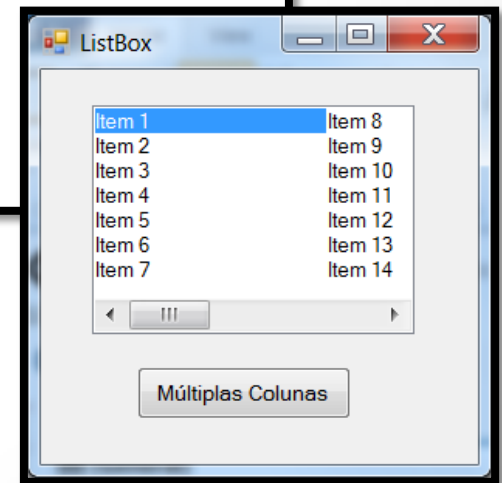 ListBox
Item 1 Item 8
Item 2 Item 9
Item 3 Item 10
Item 4 Item 11
Item 5 Item 12
Item 6 Item 13
Item 7 Item 14
Múltiplas Colunas